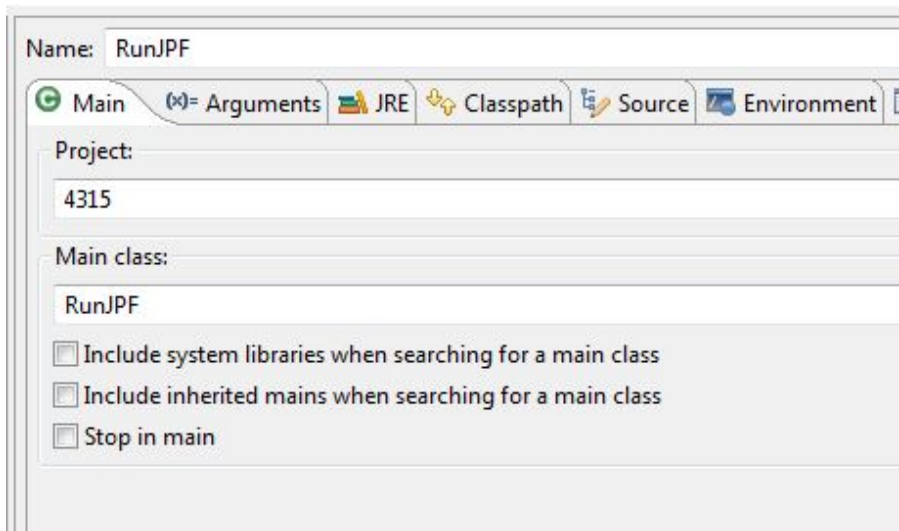 Name: RunJPF
Main (x)= Arguments JRE Classpath Source Environment
Project:
4315
Main class:
RunJPF
Include system libraries when searching for a main class
Include inherited mains when searching for a main class
Stop in main